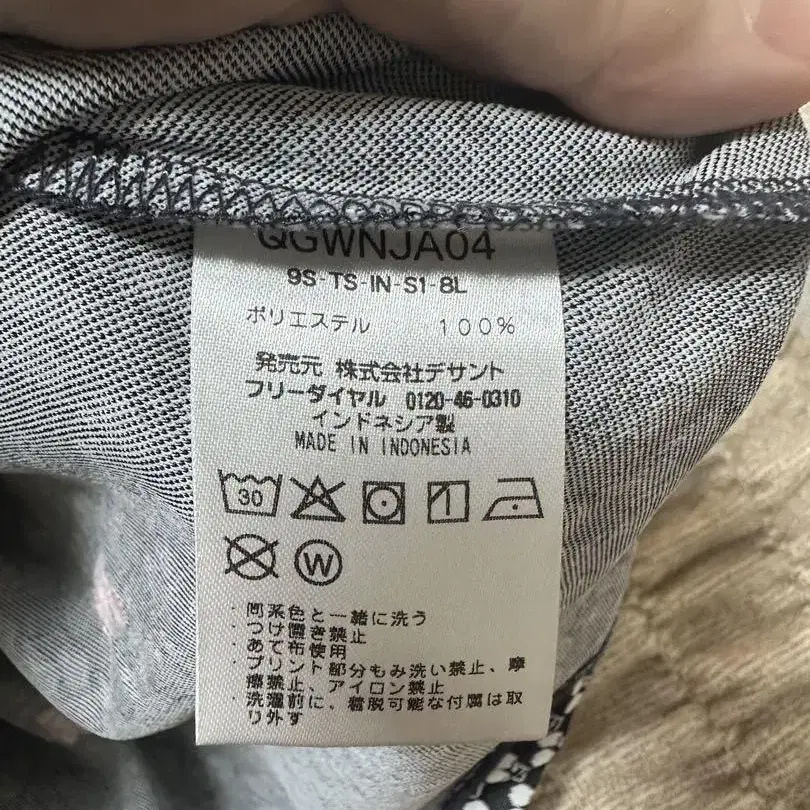 QGWNJA04
9S-TS-IN-S1-8L
ポリエステル 100%
発売元 株式会社デサント
フリーダイヤル 0120-46-0310
インドネシア製
MADE IN INDONESIA
30
W
・同系色と一緒に洗う
・つけ置き禁止
・あて布使用
・プリント部分もみ洗い禁止、摩
擦禁止、アイロン禁止
・洗濯前に、着脱可能な付属は取
り外す